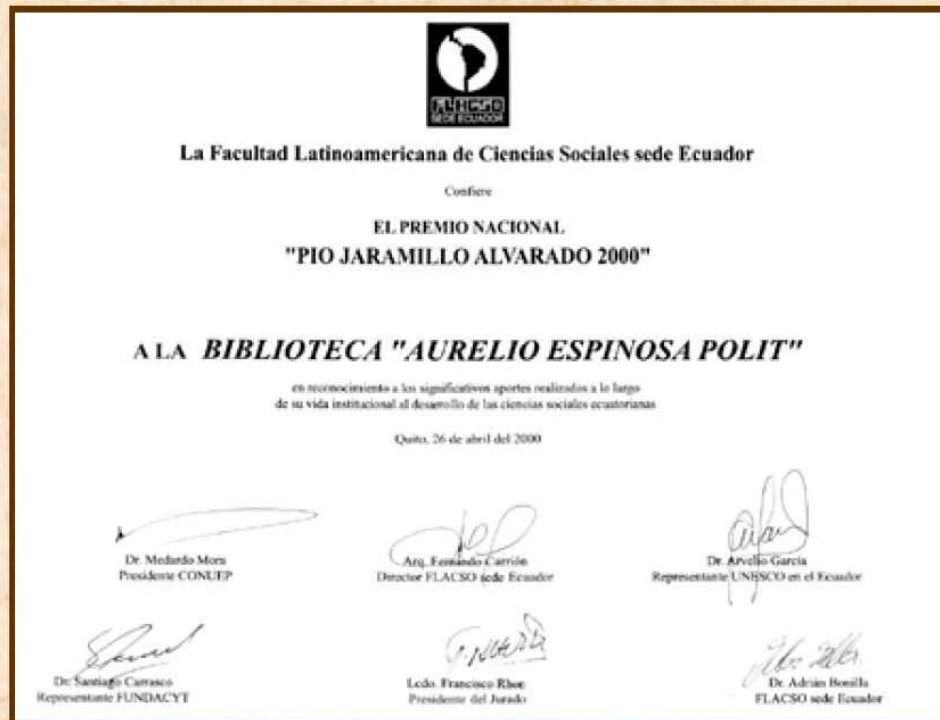 FLACSO
SEDE ECUADOR
La Facultad Latinoamericana de Ciencias Sociales sede Ecuador
Confiere
EL PREMIO NACIONAL
"PIO JARAMILLO ALVARADO 2000"
A LA BIBLIOTECA "AURELIO ESPINOSA POLIT"
en reconocimiento a los significativos aportes realizados a lo largo
de su vida institucional al desarrollo de las ciencias sociales ecuatorianas
Quito, 26 de abril del 2000
Dr. Medardo Mora
Presidente CONUEP
Arq. Fernando Carrión
Director FLACSO sede Ecuador
Dr. Arvelio García
Representante UNESCO en el Ecuador
Dr. Santiago Carrasco
Representante FUNDACYT
Lcdo. Francisco Rhon
Presidente del Jurado
Dr. Adrián Bonilla
FLACSO sede Ecuador